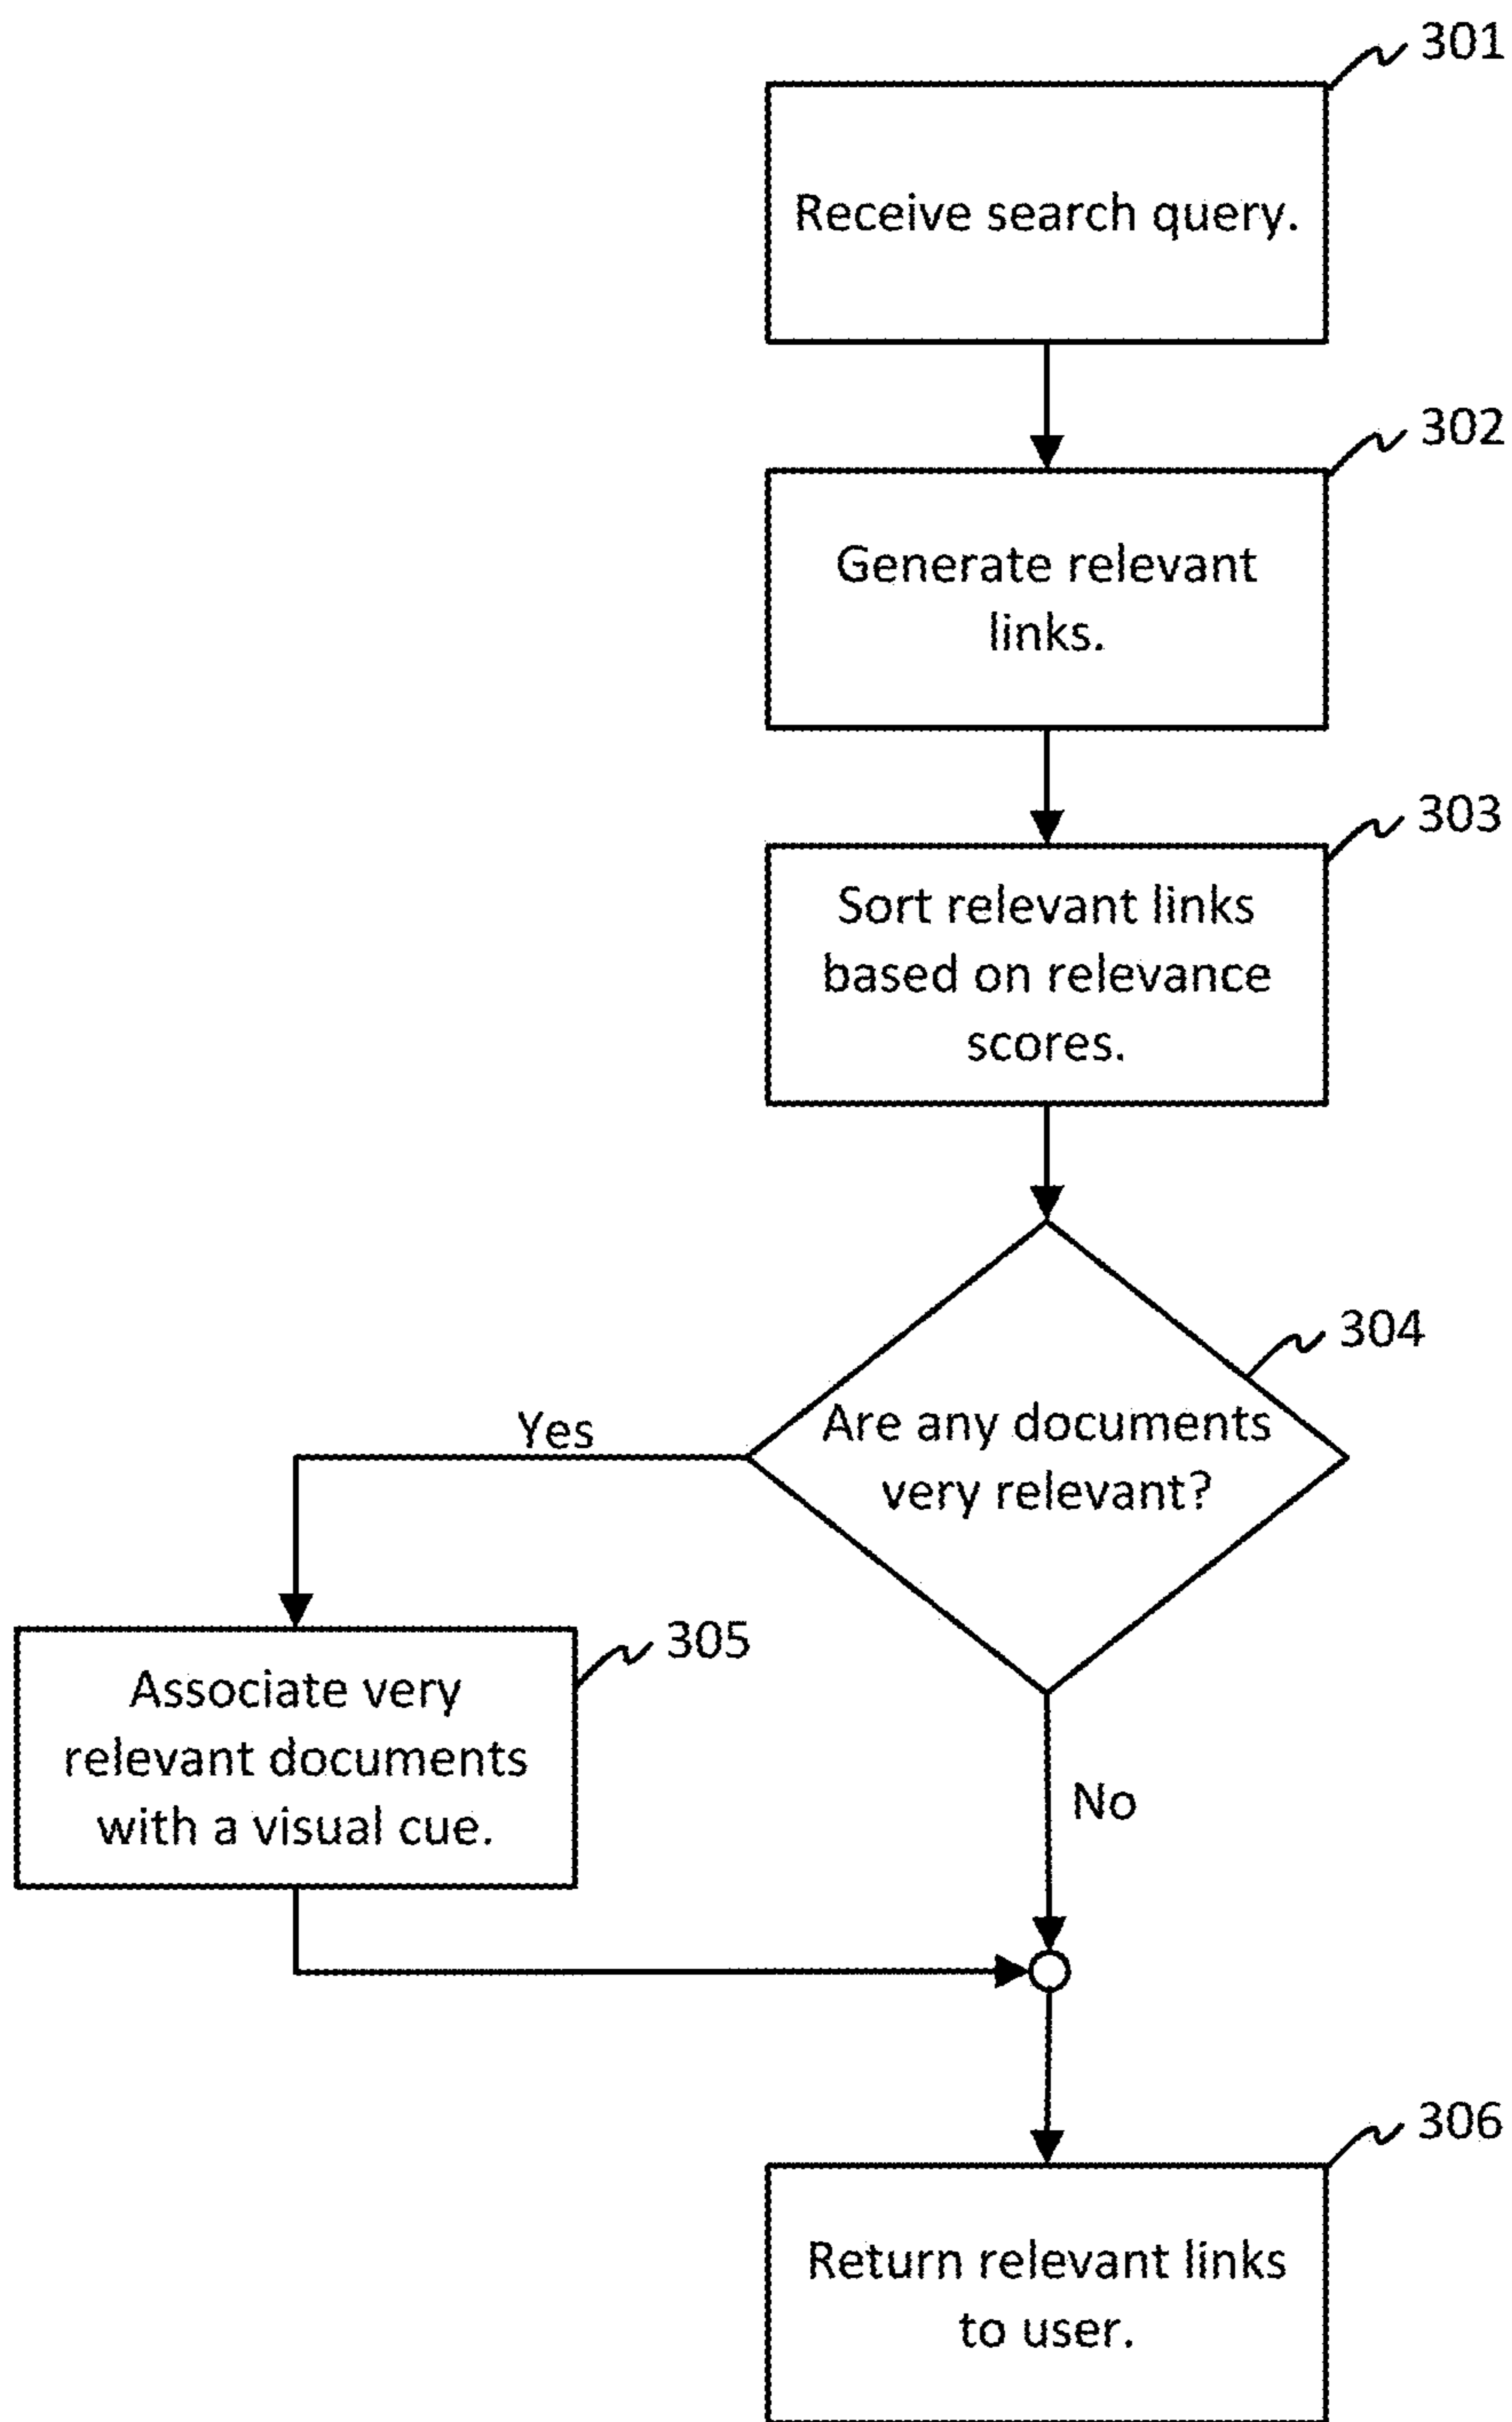 301
Receive search query.
302
Generate relevant
links.
303
Sort relevant links
based on relevance
scores.
304
Are any documents
very relevant?
Yes
305
Associate very
relevant documents
with a visual cue.
No
306
Return relevant links
to user.